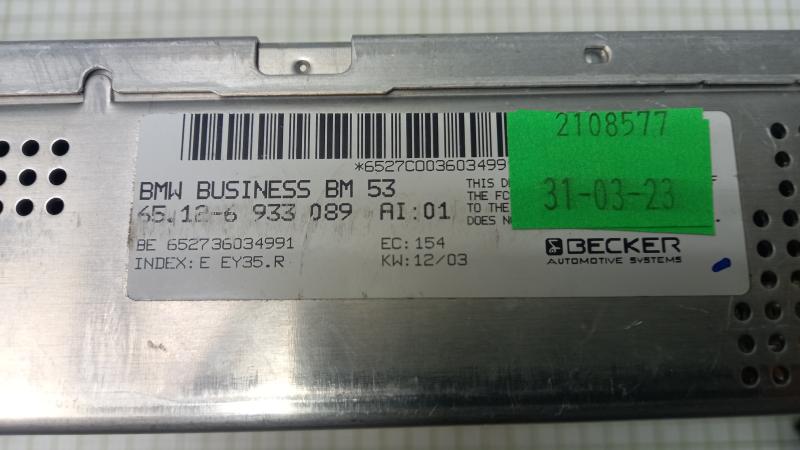 *6527C0036034991
2108577
31-03-23
BMW BUSINESS BM 53
65.12-6 933 089 AI:01
THIS D
THE FC
TO THE
DOES N
BE 652736034991 EC:154
INDEX: E EY35.R KW:12/03
BECKER
AUTOMOTIVE SYSTEMS